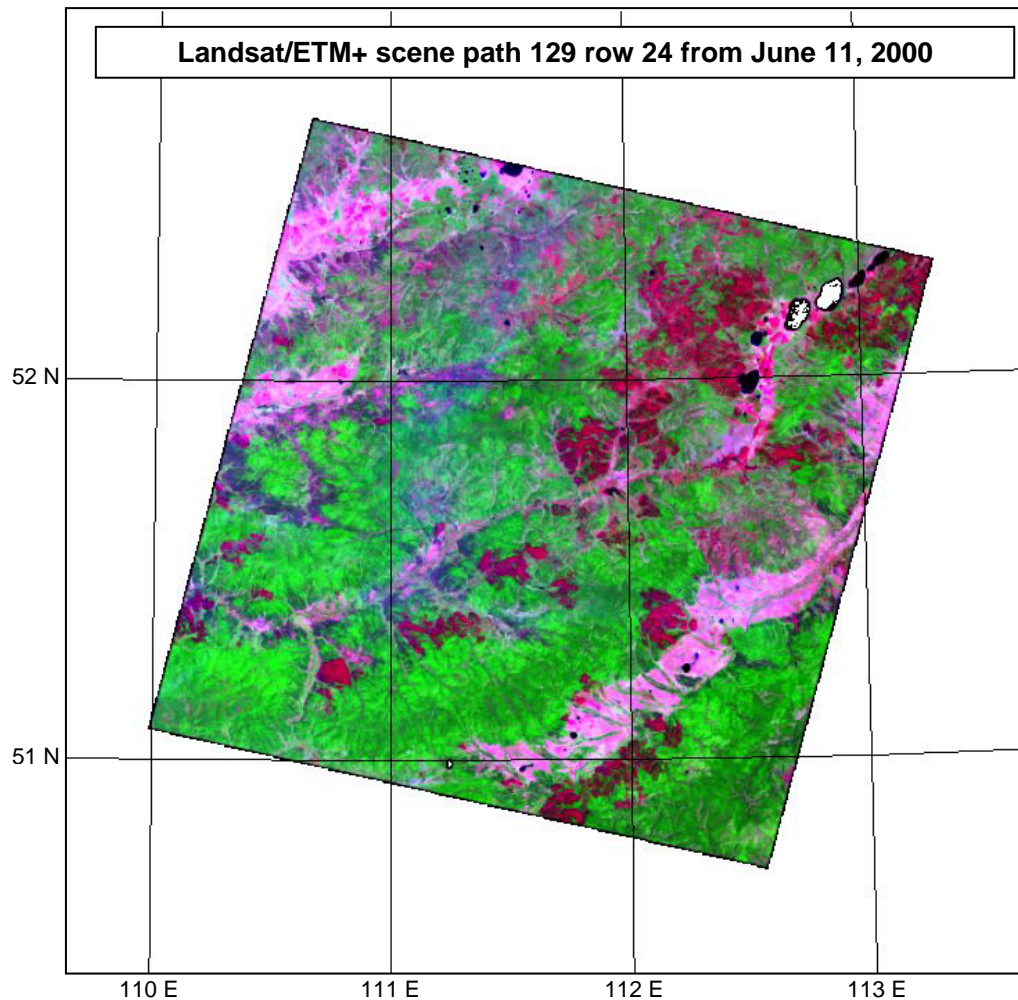 Landsat/ETM+ scene path 129 row 24 from June 11, 2000
52 N
51 N
110 E 111 E 112 E 113 E